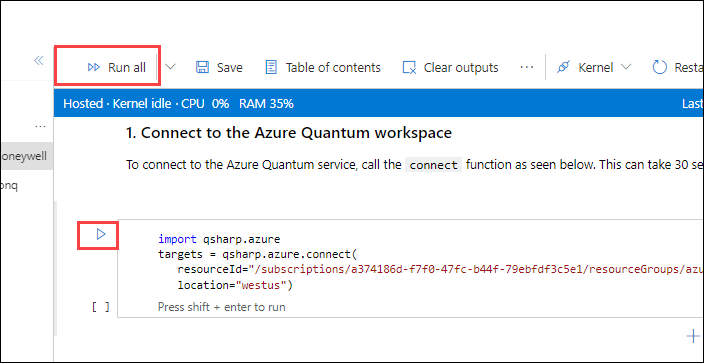 Run all Save Table of contents Clear outputs ... Kernel Resta
Hosted · Kernel idle · CPU 0% RAM 35% Last
...
1. Connect to the Azure Quantum workspace
oneywell
To connect to the Azure Quantum service, call the connect function as seen below. This can take 30 se
onq
import qsharp.azure
targets = qsharp.azure.connect(
resourceId="/subscriptions/a374186d-f7f0-47fc-b44f-79ebfdf3c5e1/resourceGroups/azu
location="westus")
[ ] Press shift + enter to run